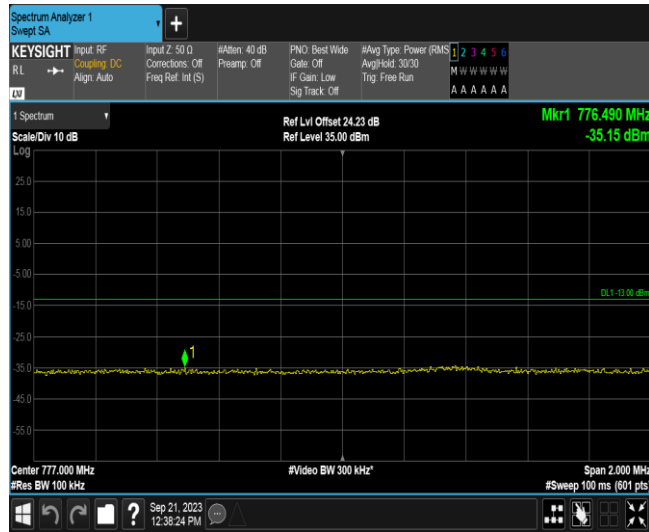 Spectrum Analyzer 1
Swept SA
+
KEYSIGHT
RL
LXI
Input: RF
Coupling: DC
Align: Auto
Input Z: 50 Ω
Corrections: Off
Freq Ref: Int (S)
#Atten: 40 dB
Preamp: Off
PNO: Best Wide
Gate: Off
IF Gain: Low
Sig Track: Off
#Avg Type: Power (RMS
Avg|Hold: 30/30
Trig: Free Run
1 2 3 4 5 6
M W W W W W
A A A A A A
1 Spectrum
Scale/Div 10 dB
Ref Lvl Offset 24.23 dB
Ref Level 35.00 dBm
Mkr1 776.490 MHz
-35.15 dBm
Log
25.0
15.0
5.00
-5.00
DL1 -13.00 dBm
-15.0
-25.0
1
-35.0
-45.0
-55.0
Center 777.000 MHz
#Res BW 100 kHz
#Video BW 300 kHz*
Span 2.000 MHz
#Sweep 100 ms (601 pts)
?
Sep 21, 2023
12:38:24 PM